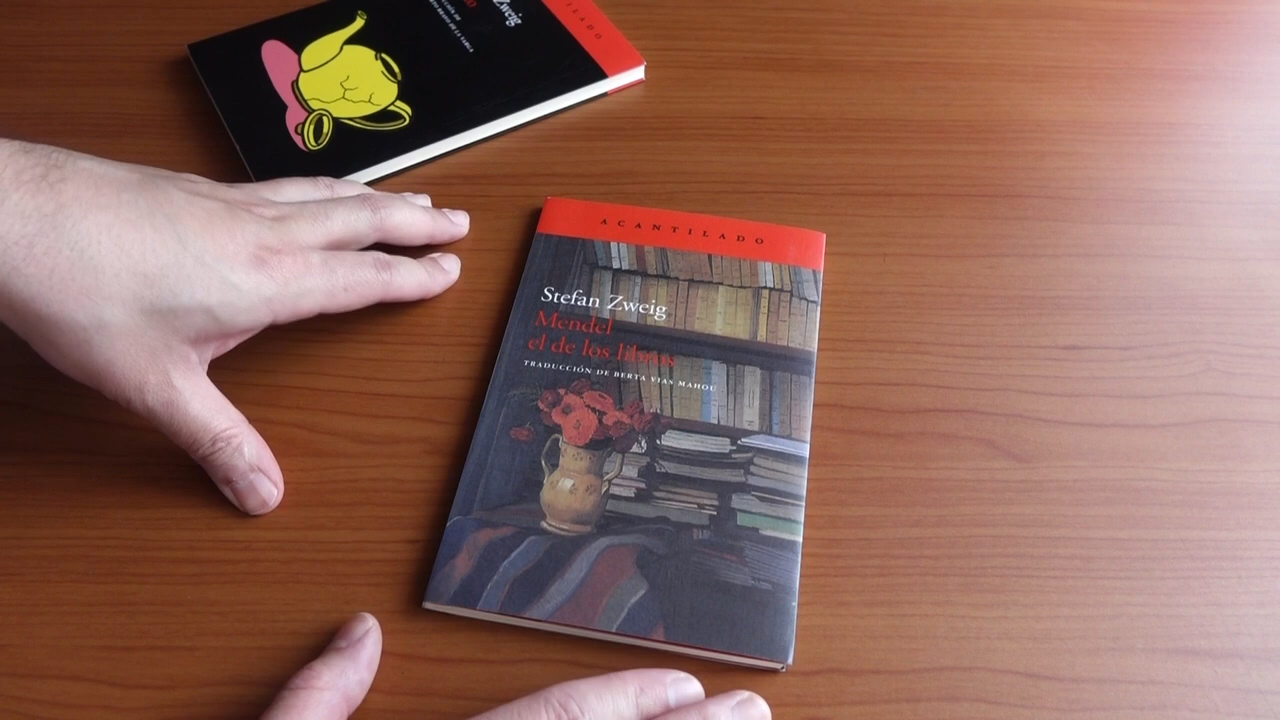 Zweig
ACANTILADO
Stefan Zweig
Mendel
el de los libros
TRADUCCIÓN DE BERTA VIAS MAHOU